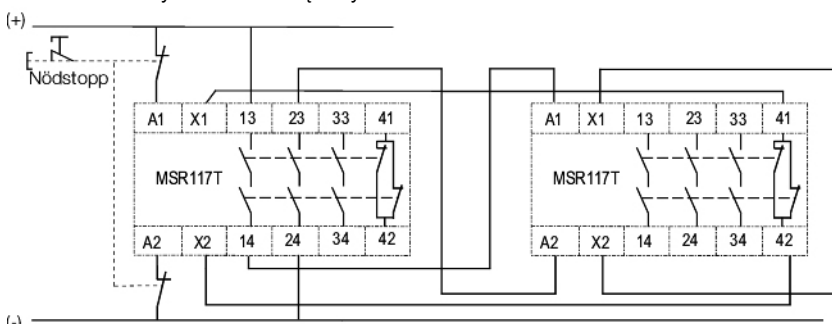 (+)
Nödstopp
A1 X1 13 23 33 41
A1 X1 13 23 33 41
MSR117T
MSR117T
A2 X2 14 24 34 42
A2 X2 14 24 34 42
(-)